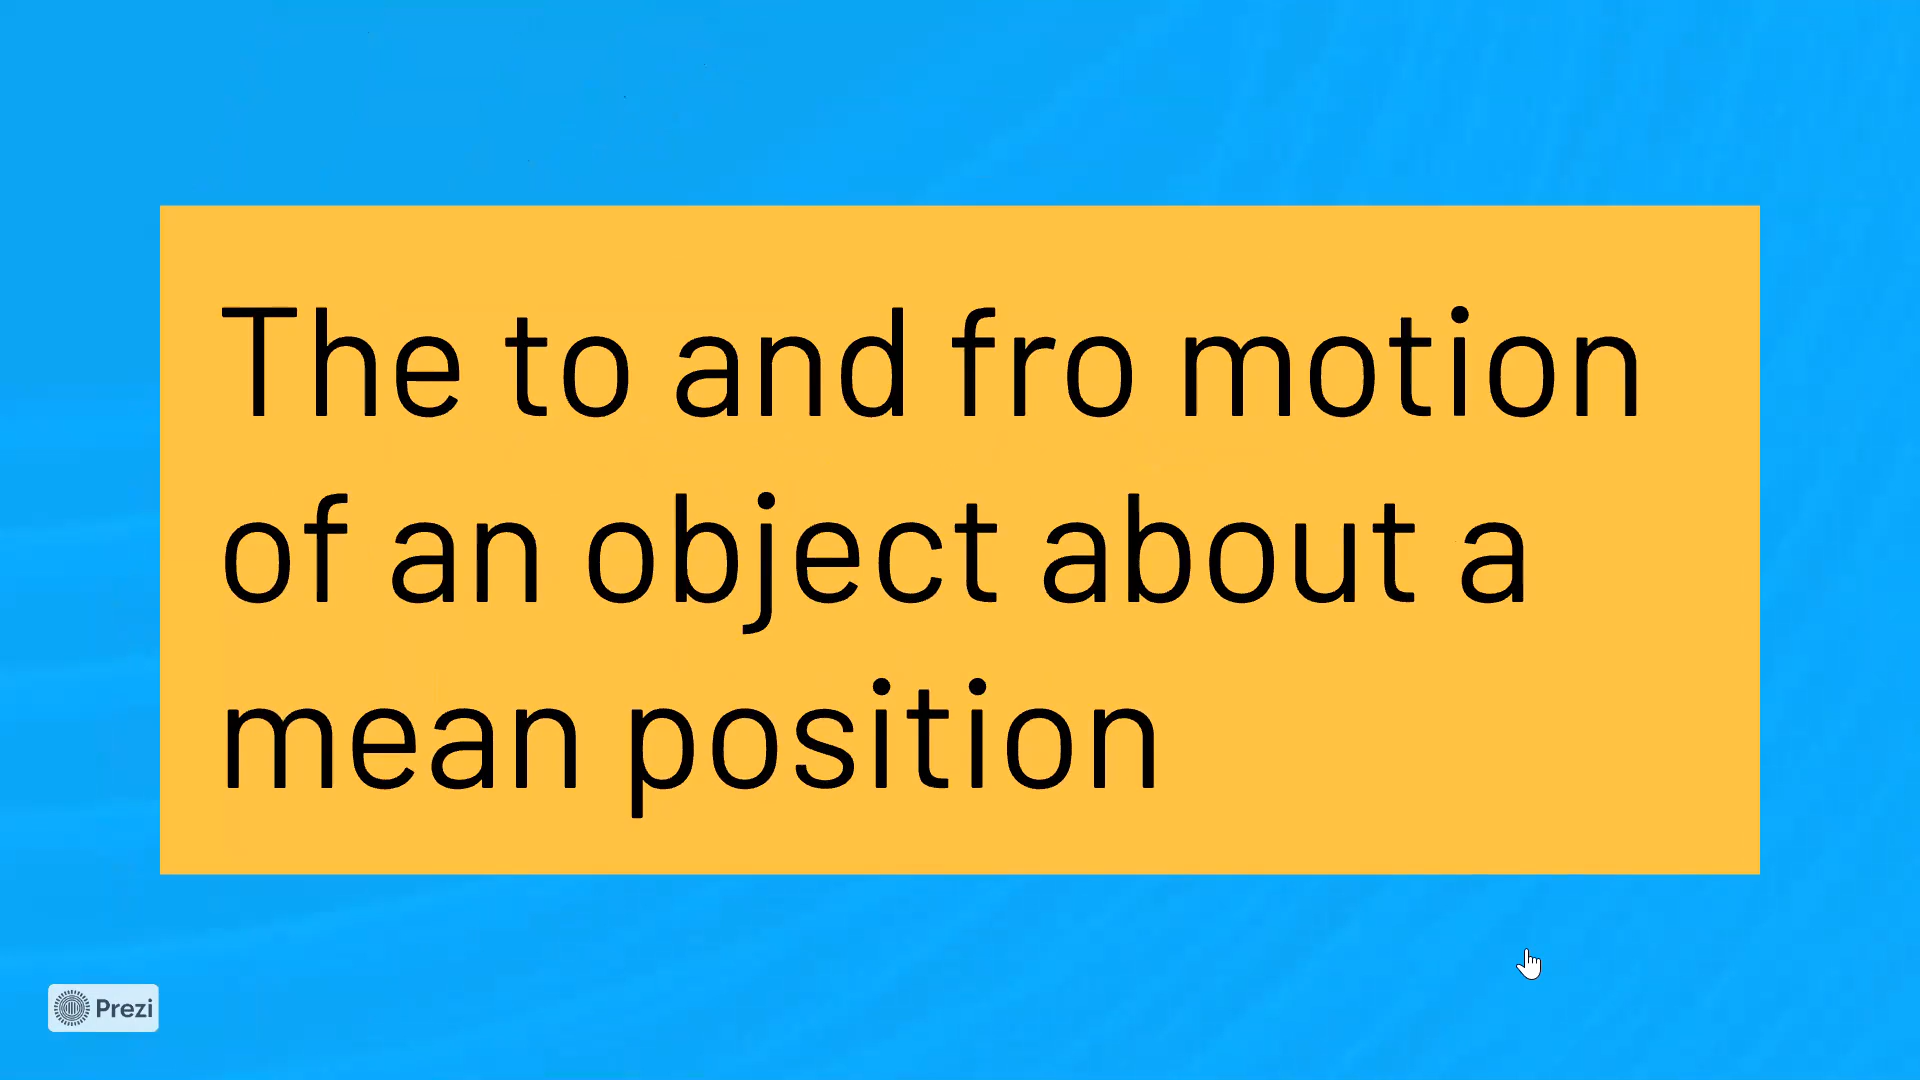 The to and fro motion
of an object about a
mean position
Prezi